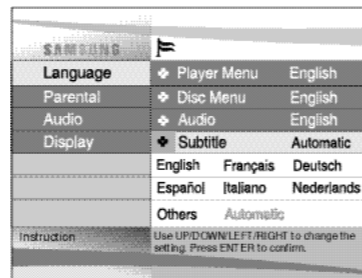 SAMSUNG
Language
Parental
Audio
Display
Player Menu English
Disc Menu English
Audio English
Subtitle Automatic
English Français Deutsch
Español Italiano Nederlands
Others Automatic
Instruction
Use UP/DOWN/LEFT/RIGHT to change the
setting. Press ENTER to confirm.